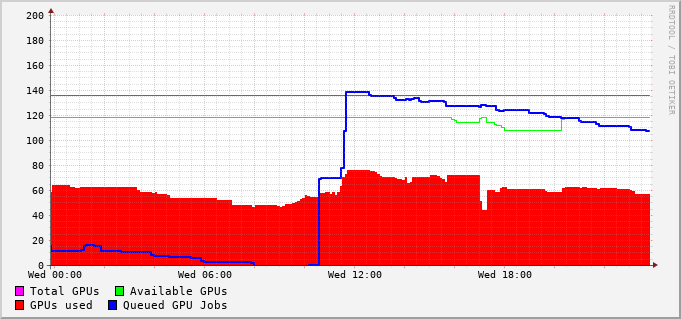 200
180
160
140
120
100
80
60
40
20
0
Wed 00:00 Wed 06:00 Wed 12:00 Wed 18:00
Total GPUs Available GPUs
GPUs used Queued GPU Jobs
RRDTOOL / TOBI OETIKER